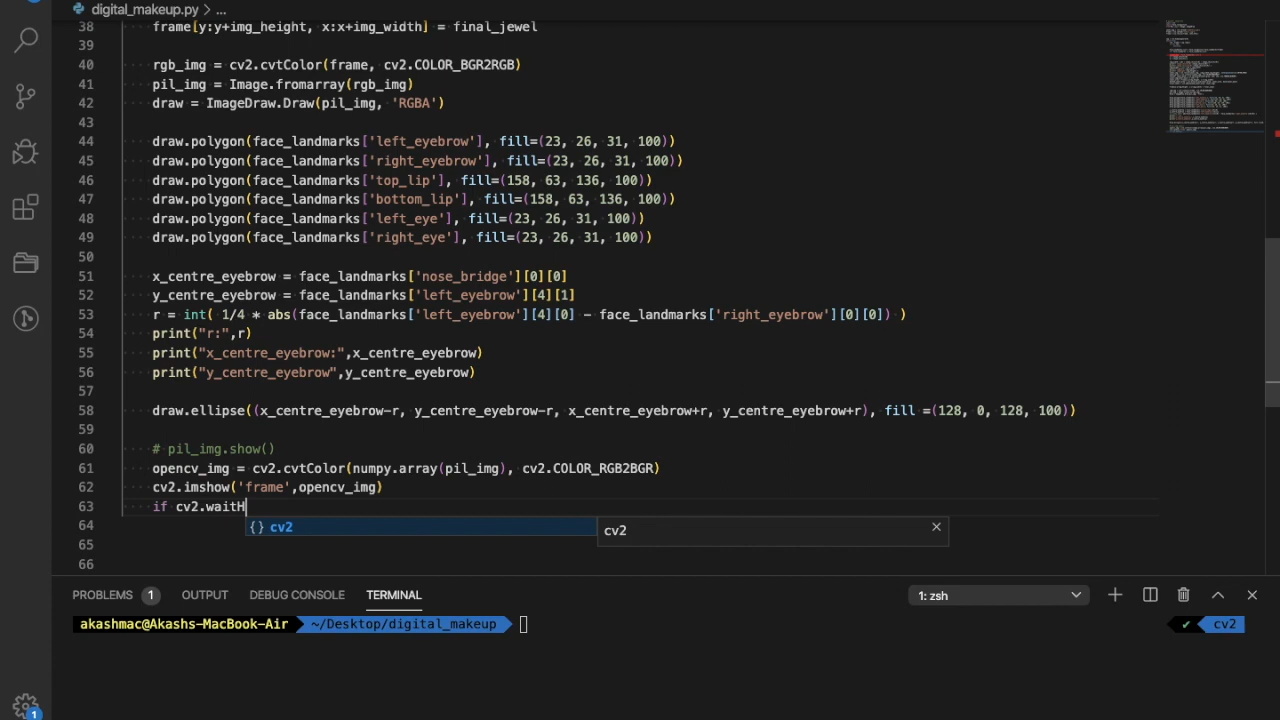 digital_makeup.py > ...
38 frame[y:y+img_height, x:x+img_width] = final_jewel
39
40 rgb_img = cv2.cvtColor(frame, cv2.COLOR_BGR2RGB)
41 pil_img = Image.fromarray(rgb_img)
42 draw = ImageDraw.Draw(pil_img, 'RGBA')
43
44 draw.polygon(face_landmarks['left_eyebrow'], fill=(23, 26, 31, 100))
45 draw.polygon(face_landmarks['right_eyebrow'], fill=(23, 26, 31, 100))
46 draw.polygon(face_landmarks['top_lip'], fill=(158, 63, 136, 100))
47 draw.polygon(face_landmarks['bottom_lip'], fill=(158, 63, 136, 100))
48 draw.polygon(face_landmarks['left_eye'], fill=(23, 26, 31, 100))
49 draw.polygon(face_landmarks['right_eye'], fill=(23, 26, 31, 100))
50
51 x_centre_eyebrow = face_landmarks['nose_bridge'][0][0]
52 y_centre_eyebrow = face_landmarks['left_eyebrow'][4][1]
53 r = int( 1/4 * abs(face_landmarks['left_eyebrow'][4][0] - face_landmarks['right_eyebrow'][0][0]) )
54 print("r:",r)
55 print("x_centre_eyebrow:",x_centre_eyebrow)
56 print("y_centre_eyebrow",y_centre_eyebrow)
57
58 draw.ellipse((x_centre_eyebrow-r, y_centre_eyebrow-r, x_centre_eyebrow+r, y_centre_eyebrow+r), fill =(128, 0, 128, 100))
59
60 # pil_img.show()
61 opencv_img = cv2.cvtColor(numpy.array(pil_img), cv2.COLOR_RGB2BGR)
62 cv2.imshow('frame',opencv_img)
63 if cv2.waitH
64 {} cv2 cv2
65
66
PROBLEMS 1 OUTPUT DEBUG CONSOLE TERMINAL 1: zsh
akashmac@Akashs-MacBook-Air ~/Desktop/digital_makeup ✔ cv2
1